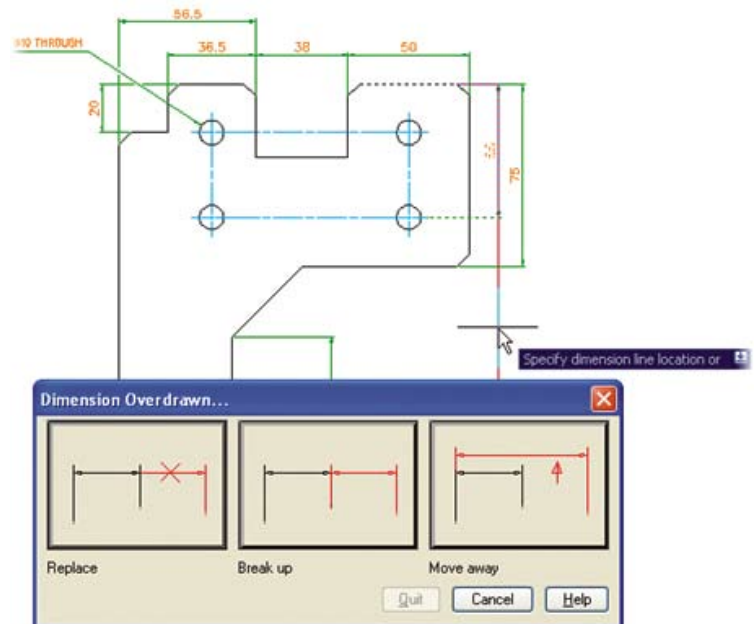 56.5
36.5
38
50
THROUGH
20
75
Specify dimension line location or
Dimension Overdrawn...
Replace
Break up
Move away
Quit
Cancel
Help